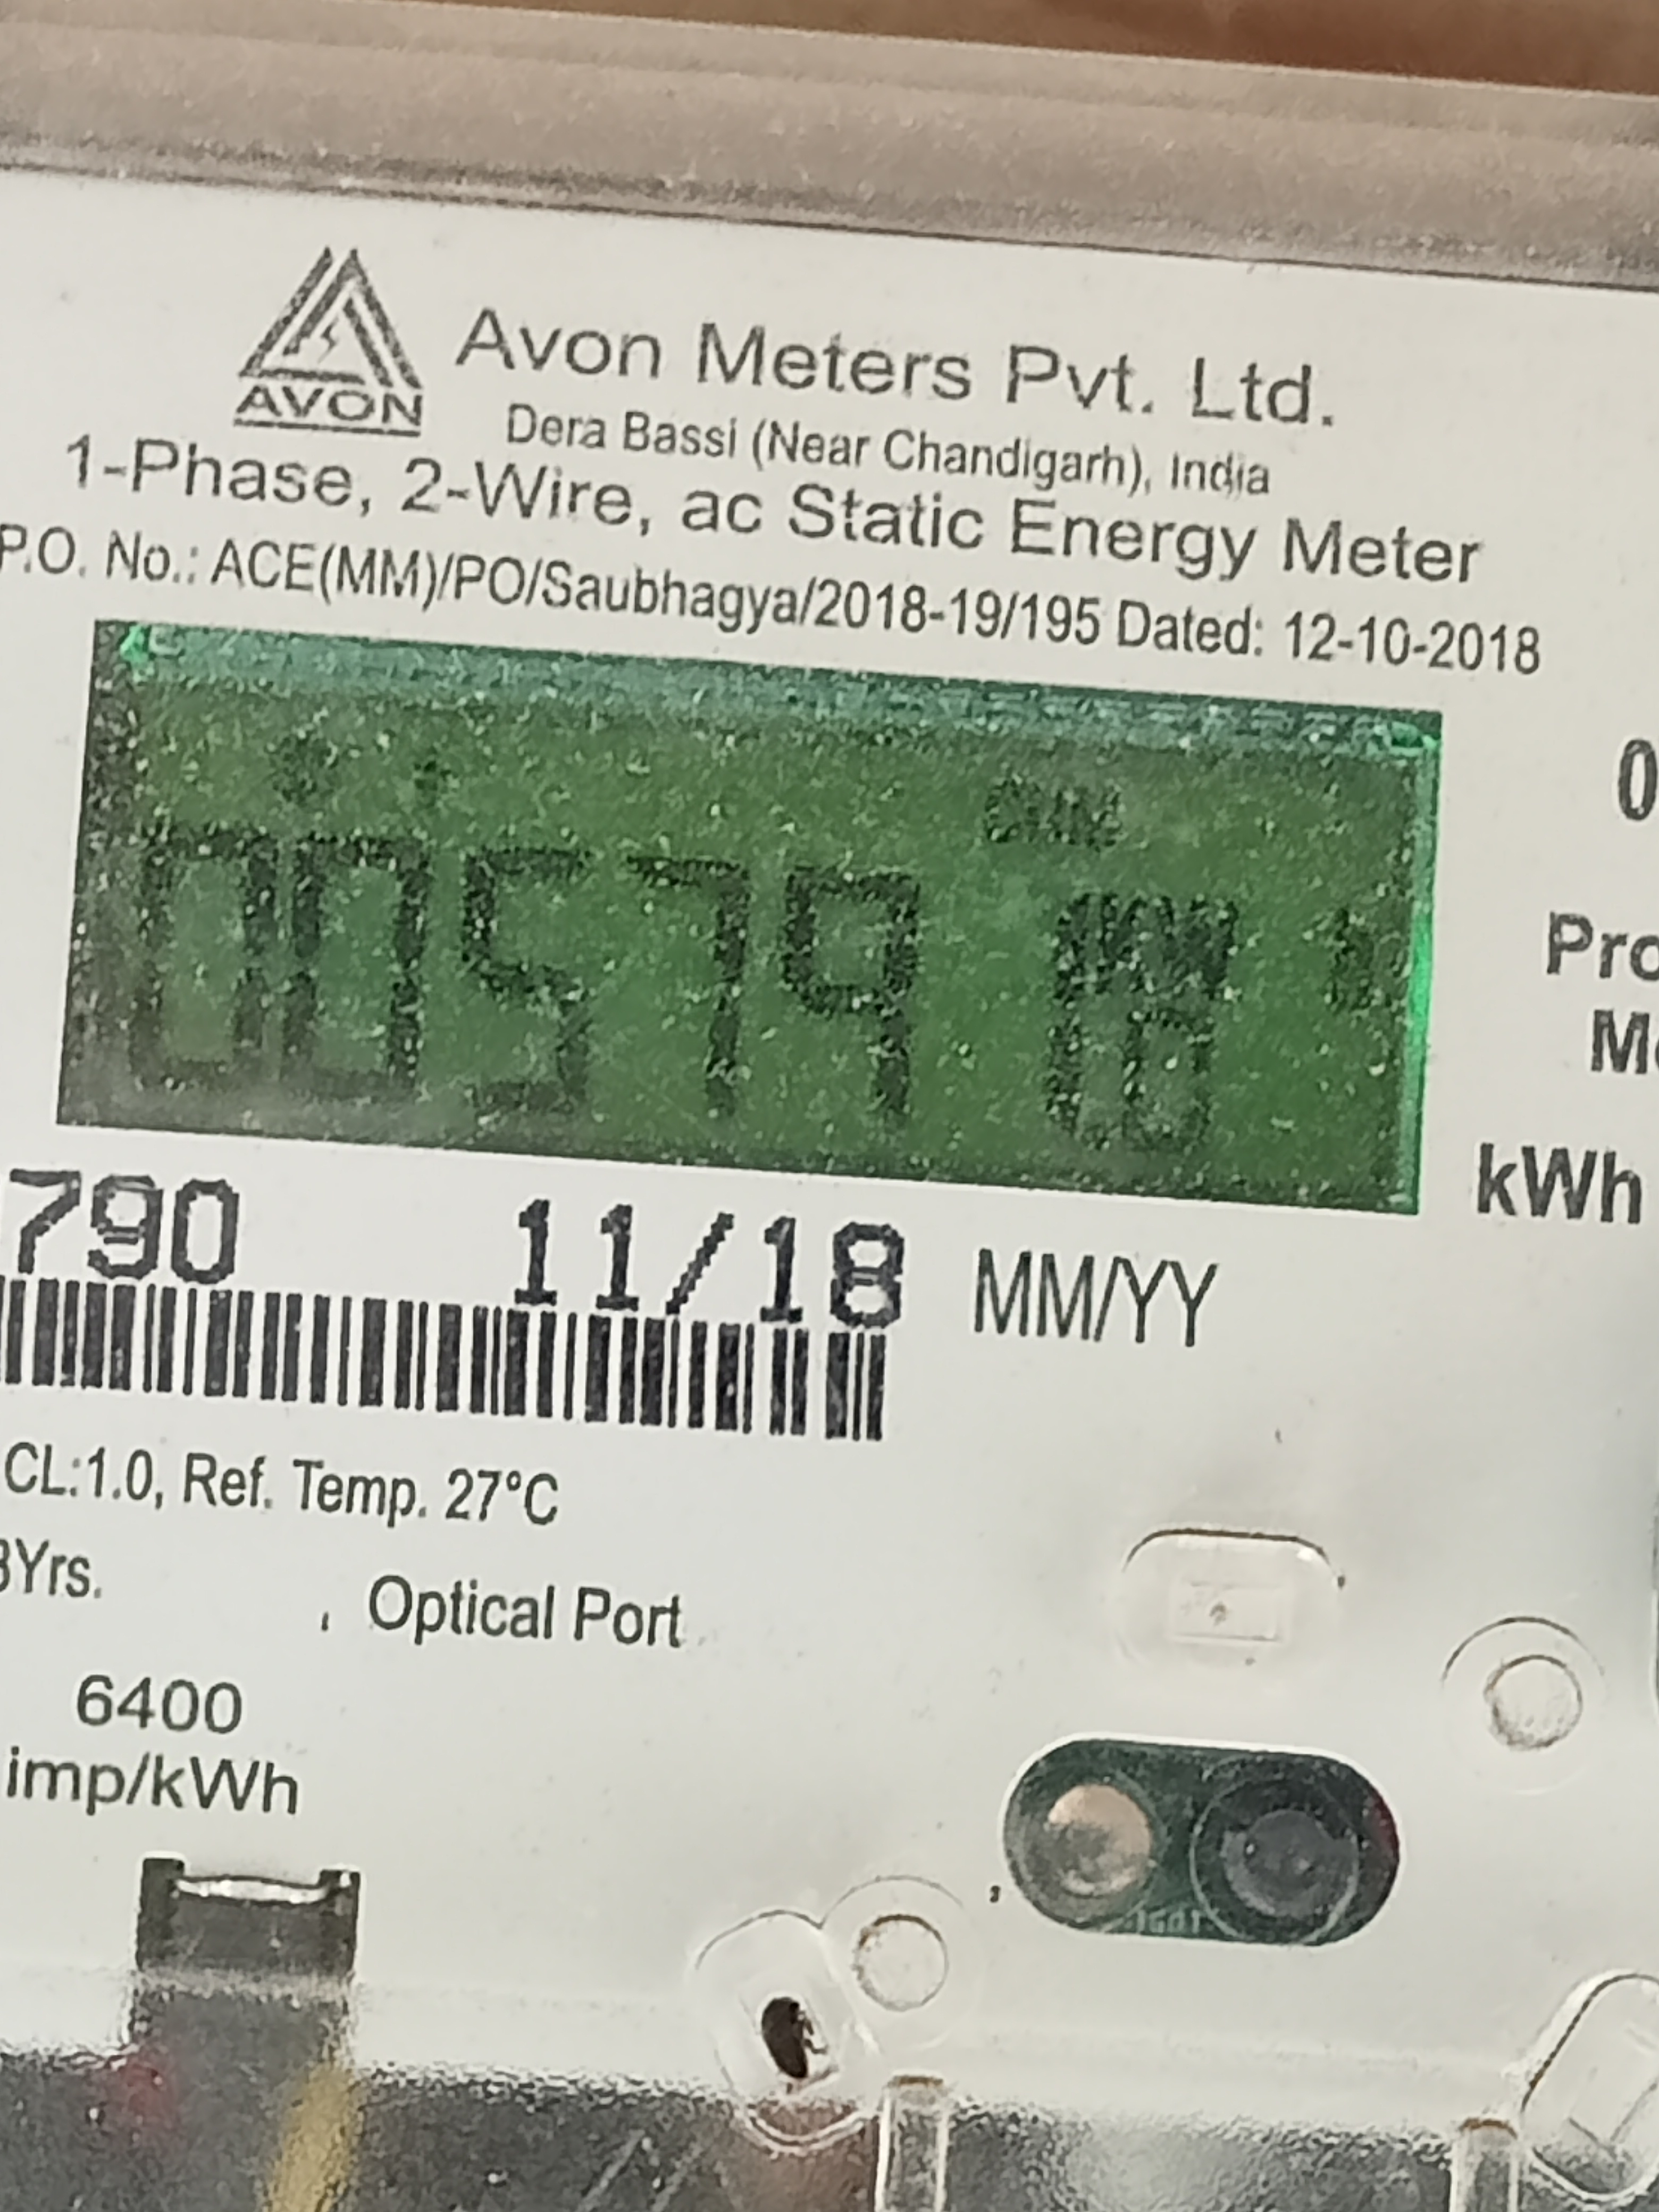 AVON
Avon Meters Pvt. Ltd.
Dera Bassi (Near Chandigarh), India
1-Phase, 2-Wire, ac Static Energy Meter
P.O. No.: ACE(MM)/PO/Saubhagya/2018-19/195 Dated: 12-10-2018
00579
kWh
790 11/18 MM/YY
CL:1.0, Ref. Temp. 27°C
Yrs.
Optical Port
6400
imp/kWh